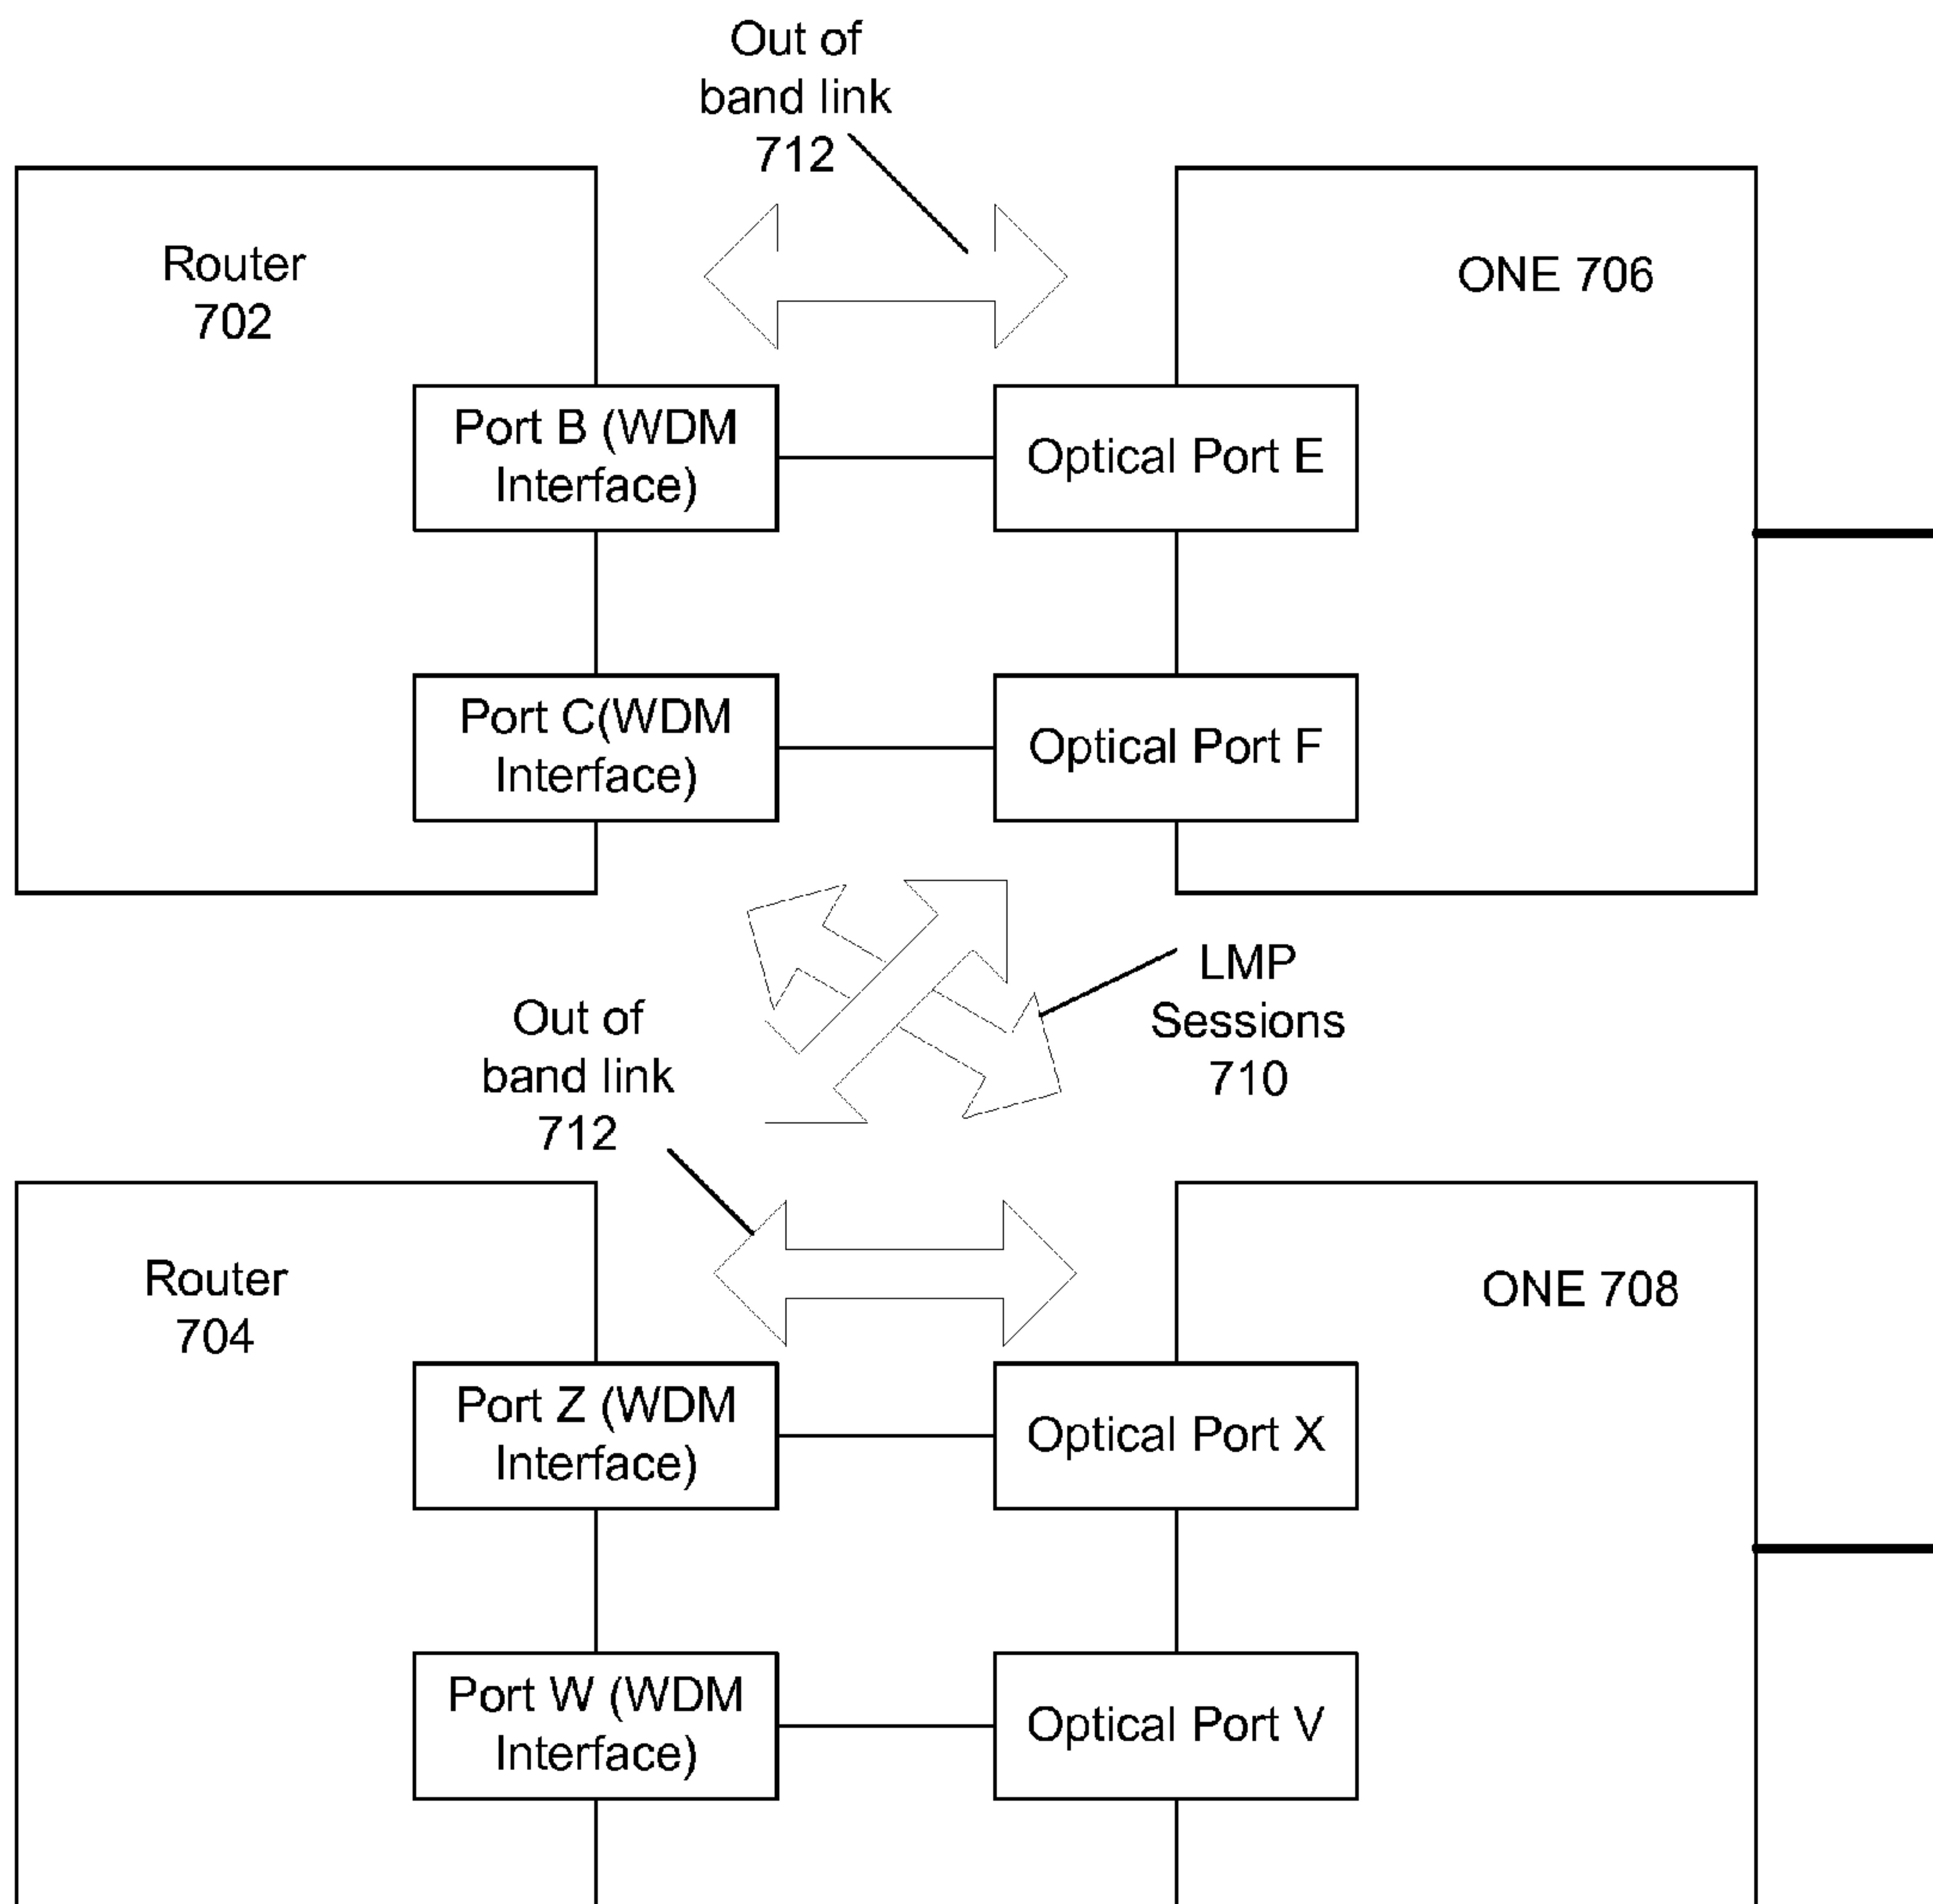 Out of
band link
712
Router
702
ONE 706
Port B (WDM
Interface)
Optical Port E
Port C(WDM
Interface)
Optical Port F
LMP
Sessions
710
Out of
band link
712
Router
704
ONE 708
Port Z (WDM
Interface)
Optical Port X
Port W (WDM
Interface)
Optical Port V